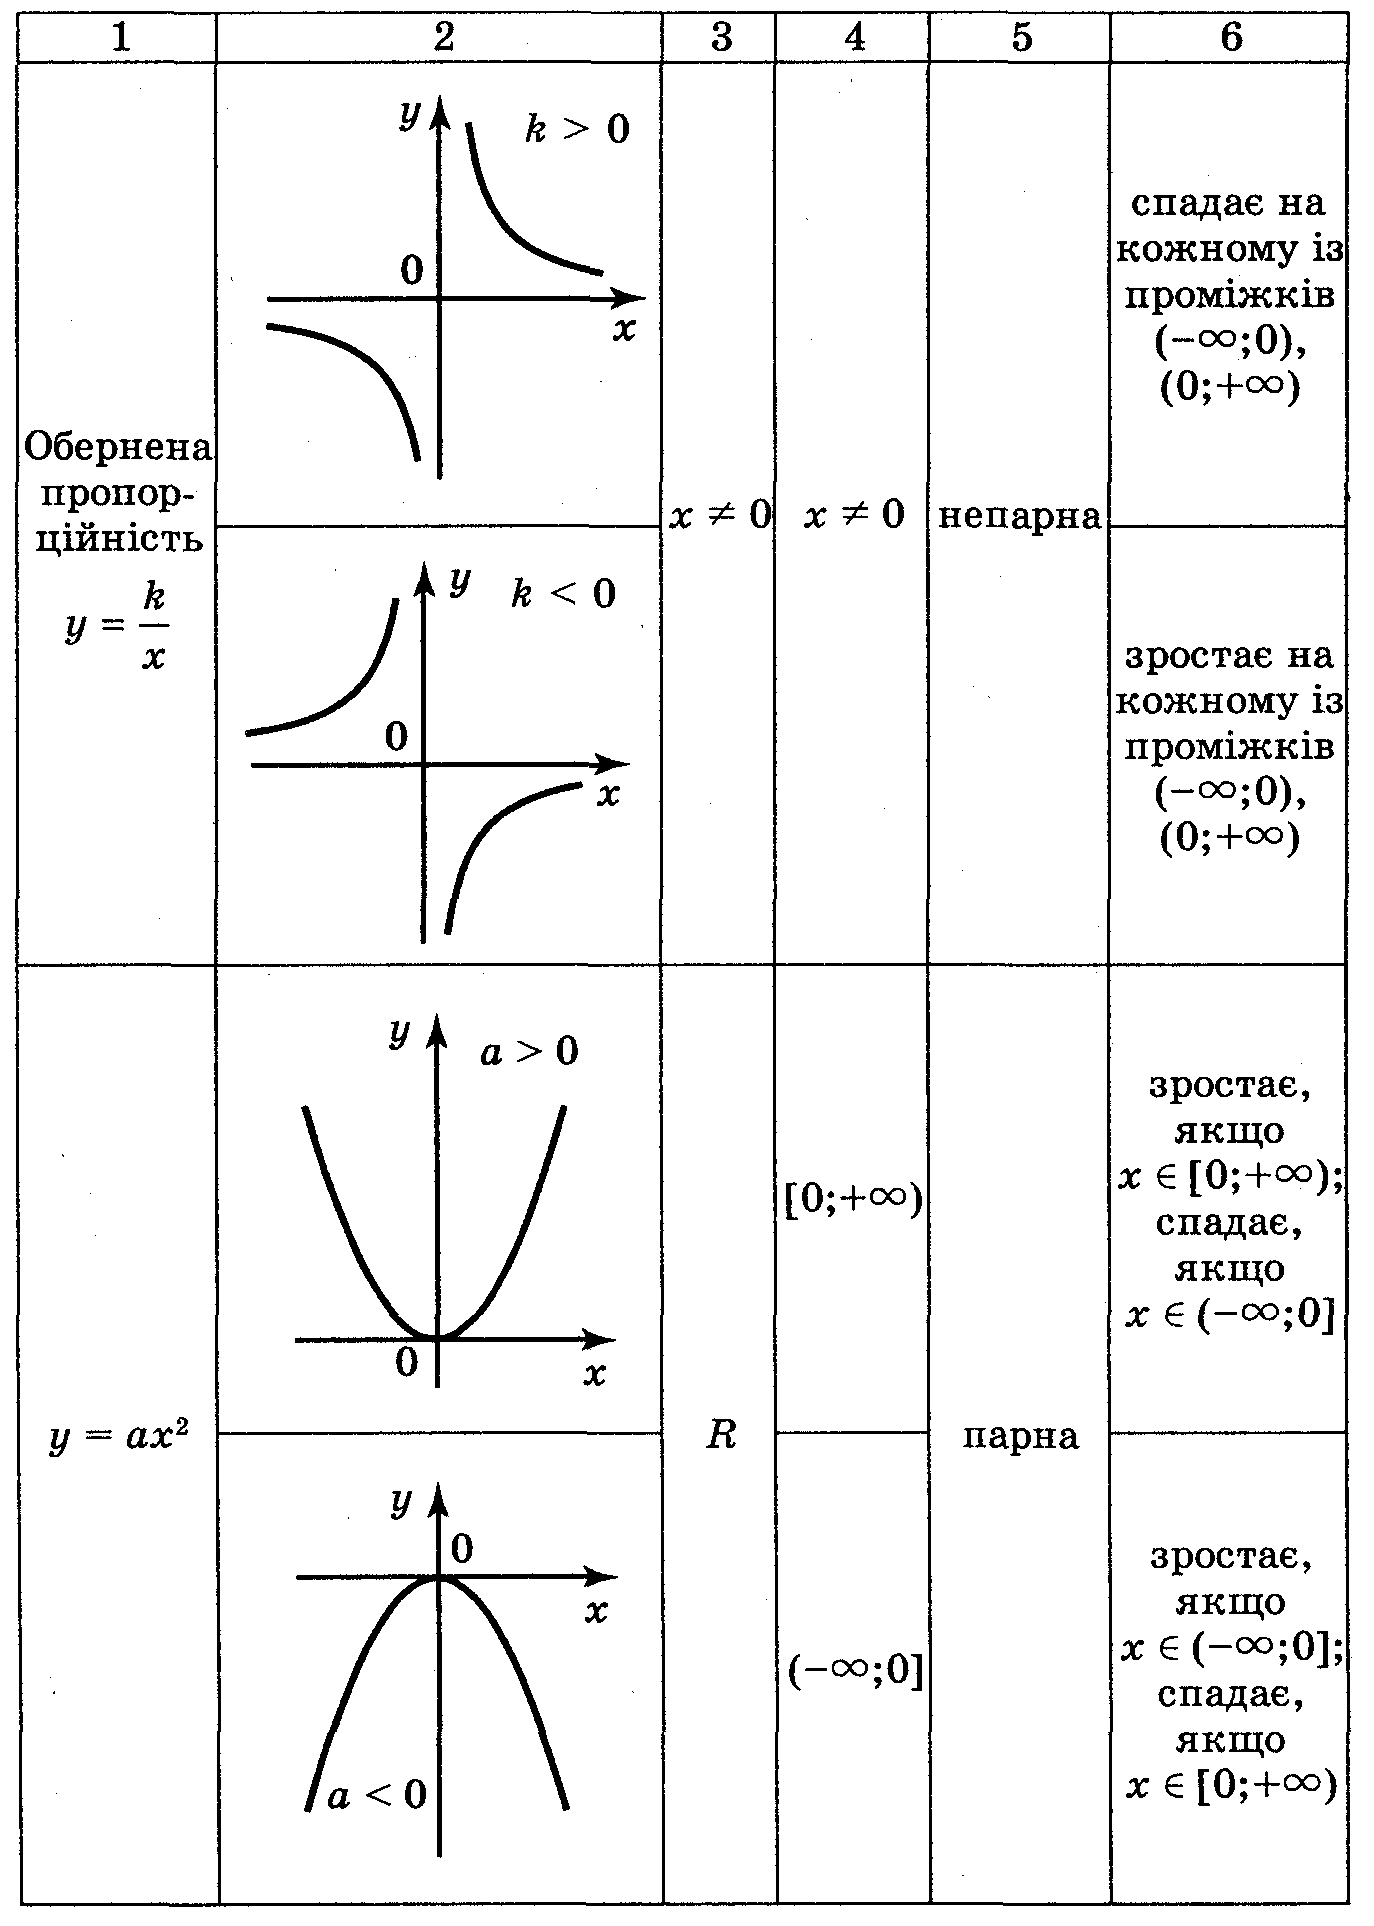 1 2 3 4 5 6
Обернена
пропор-
ційність
y = k/x
y
k > 0
0
x
y
k < 0
0
x
x ≠ 0
x ≠ 0
непарна
спадає на
кожному із
проміжків
(−∞;0),
(0;+∞)
зростає на
кожному із
проміжків
(−∞;0),
(0;+∞)
y = ax²
y
a > 0
0
x
y
0
x
a < 0
R
[0;+∞)
(−∞;0]
парна
зростає,
якщо
x ∈ [0;+∞);
спадає,
якщо
x ∈ (−∞;0]
зростає,
якщо
x ∈ (−∞;0];
спадає,
якщо
x ∈ [0;+∞)